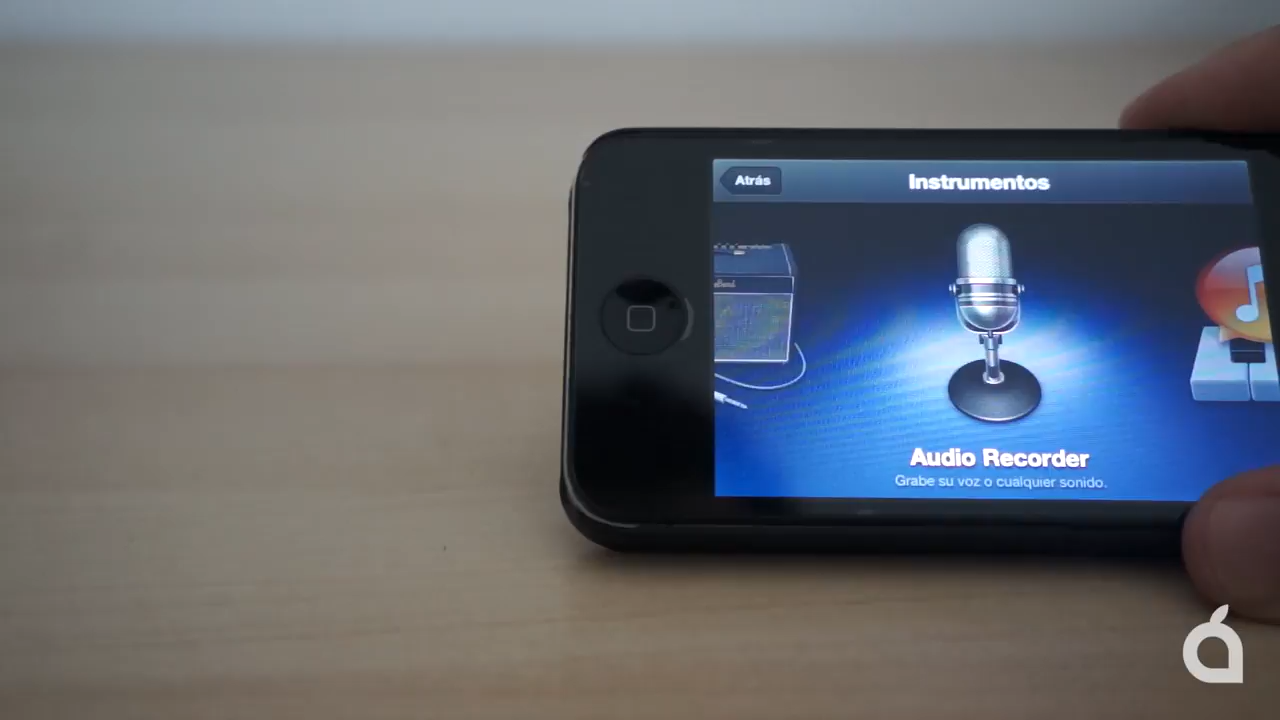 Atrás
Instrumentos
Audio Recorder
Grabe su voz o cualquier sonido.